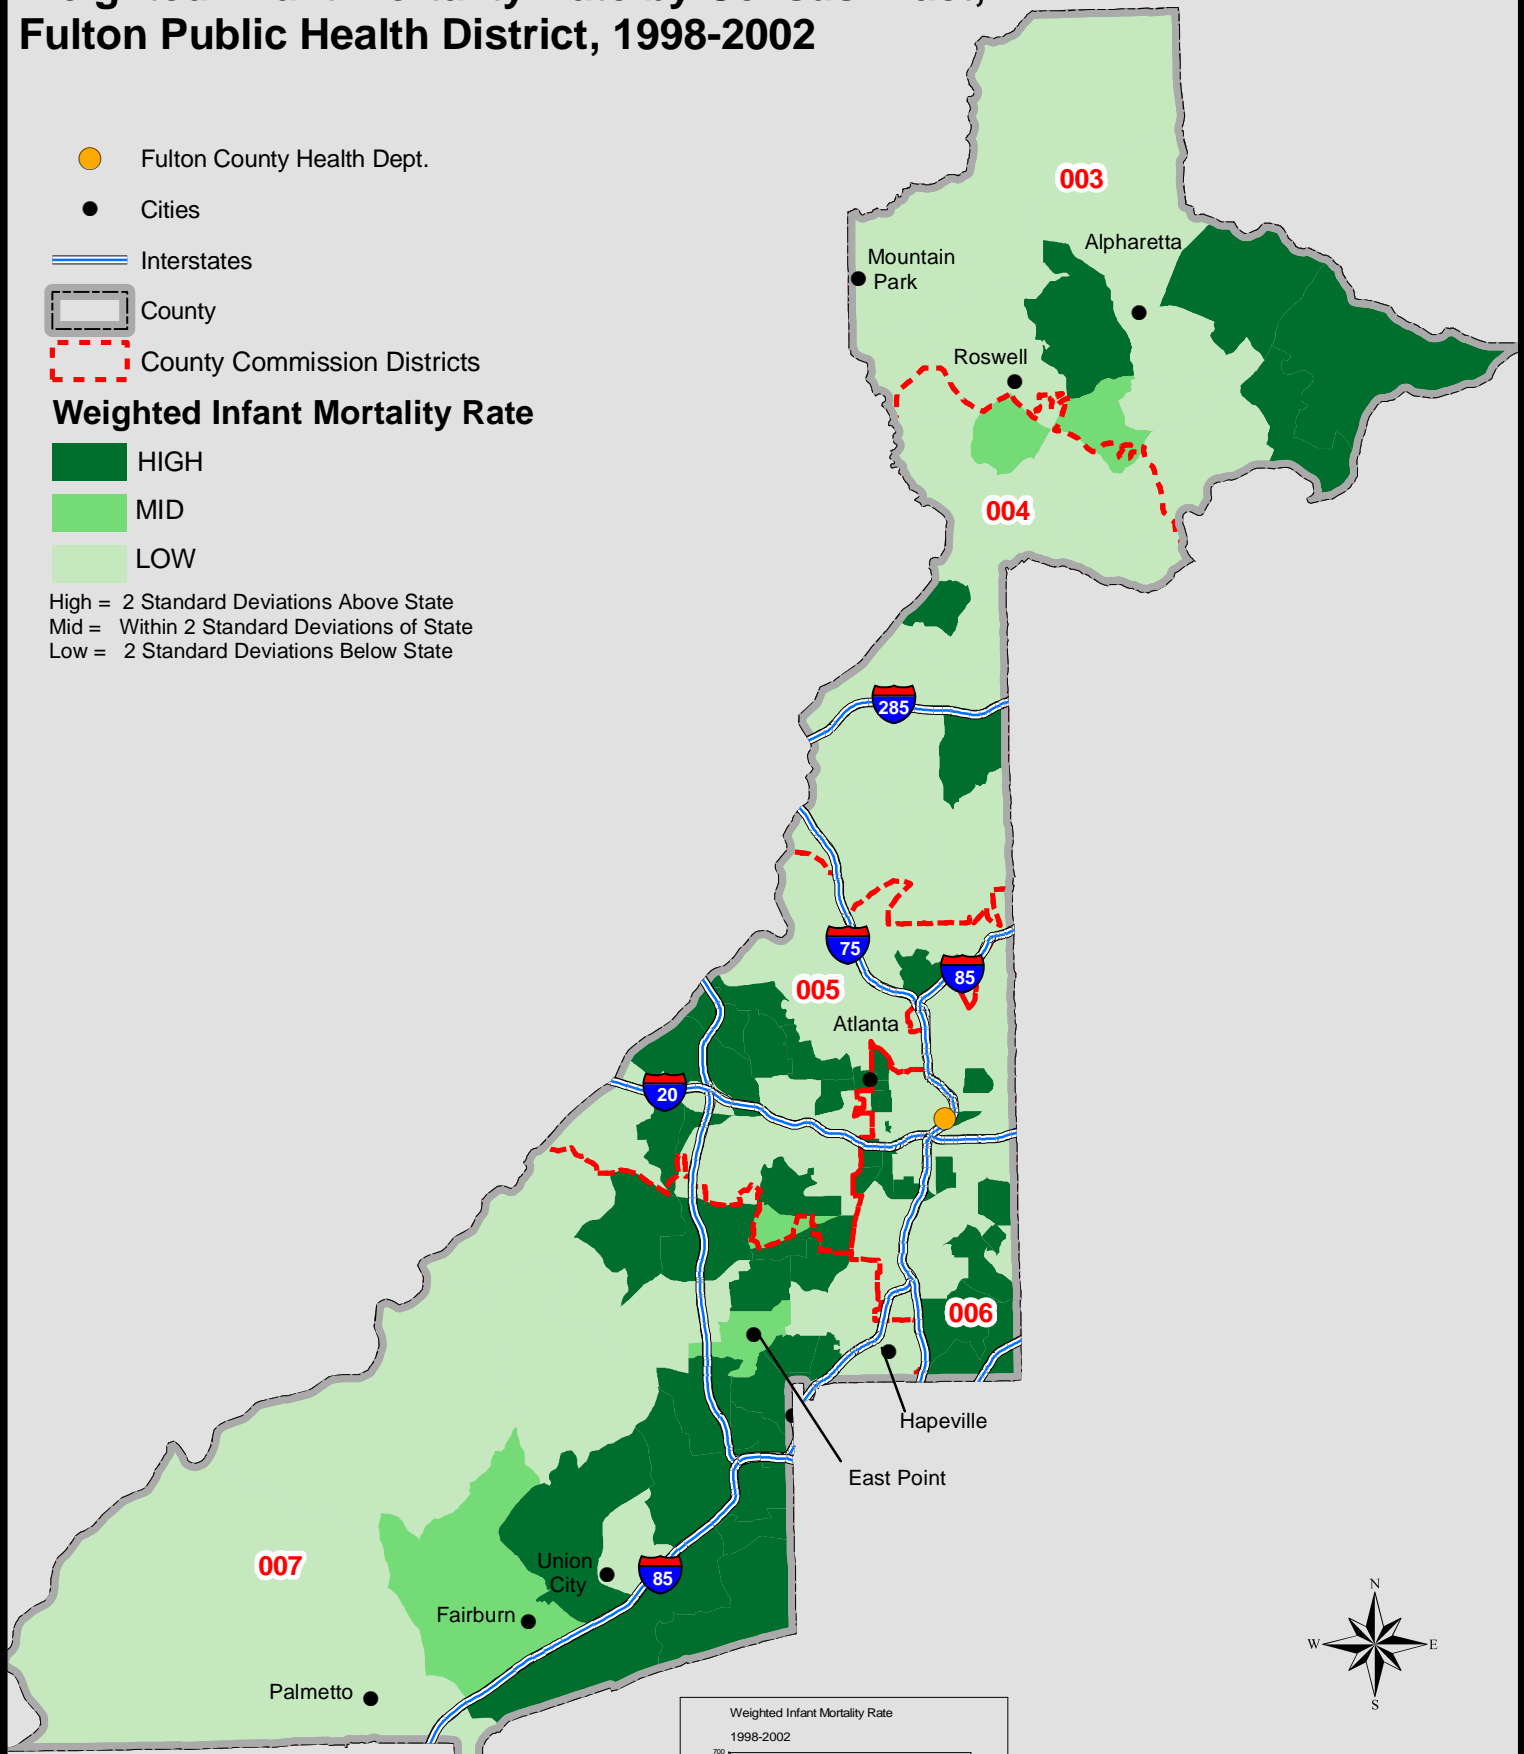 Fulton Public Health District, 1998-2002
Fulton County Health Dept.
Cities
Interstates
County
County Commission Districts
Weighted Infant Mortality Rate
HIGH
MID
LOW
High = 2 Standard Deviations Above State
Mid = Within 2 Standard Deviations of State
Low = 2 Standard Deviations Below State
003
Alpharetta
Mountain
Park
Roswell
004
285
75
85
005
Atlanta
20
006
Hapeville
East Point
007
Union
City
85
Fairburn
Palmetto
N
W E
S
Weighted Infant Mortality Rate
1998-2002
700